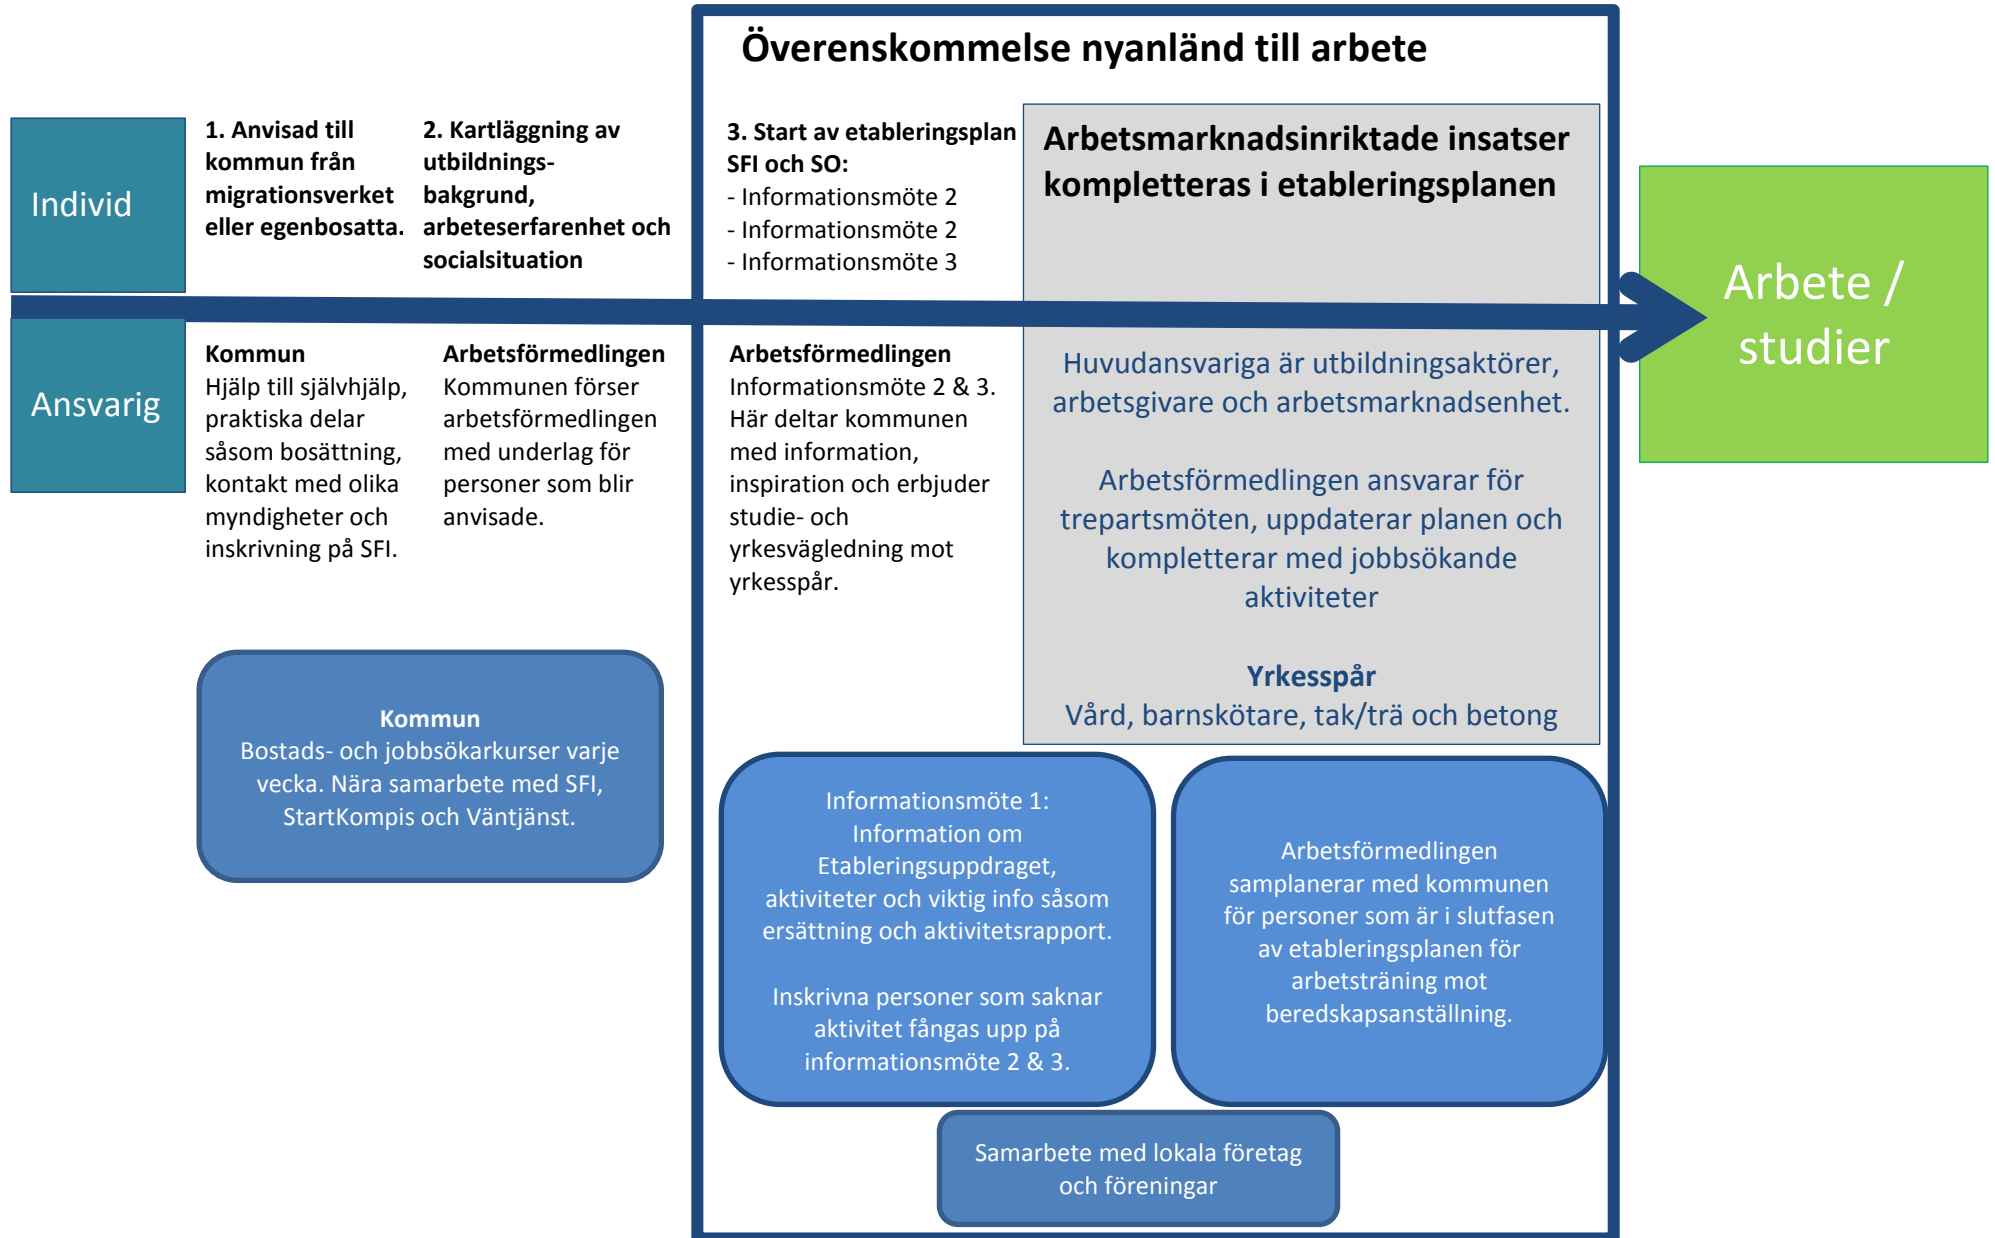 Överenskommelse nyanländ till arbete
Individ
1. Anvisad till
kommun från
migrationsverket
eller egenbosatta.
2. Kartläggning av
utbildnings-
bakgrund,
arbeteserfarenhet och
socialsituation
3. Start av etableringsplan
SFI och SO:
- Informationsmöte 2
- Informationsmöte 2
- Informationsmöte 3
Arbetsmarknadsinriktade insatser
kompletteras i etableringsplanen
Arbete /
studier
Ansvarig
Kommun
Hjälp till självhjälp,
praktiska delar
såsom bosättning,
kontakt med olika
myndigheter och
inskrivning på SFI.
Arbetsförmedlingen
Kommunen förser
arbetsförmedlingen
med underlag för
personer som blir
anvisade.
Arbetsförmedlingen
Informationsmöte 2 & 3.
Här deltar kommunen
med information,
inspiration och erbjuder
studie- och
yrkesvägledning mot
yrkesspår.
Huvudansvariga är utbildningsaktörer,
arbetsgivare och arbetsmarknadsenhet.
Arbetsförmedlingen ansvarar för
trepartsmöten, uppdaterar planen och
kompletterar med jobbsökande
aktiviteter
Yrkesspår
Vård, barnskötare, tak/trä och betong
Kommun
Bostads- och jobbsökarkurser varje
vecka. Nära samarbete med SFI,
StartKompis och Väntjänst.
Informationsmöte 1:
Information om
Etableringsuppdraget,
aktiviteter och viktig info såsom
ersättning och aktivitetsrapport.
Inskrivna personer som saknar
aktivitet fångas upp på
informationsmöte 2 & 3.
Arbetsförmedlingen
samplanerar med kommunen
för personer som är i slutfasen
av etableringsplanen för
arbetsträning mot
beredskapsanställning.
Samarbete med lokala företag
och föreningar